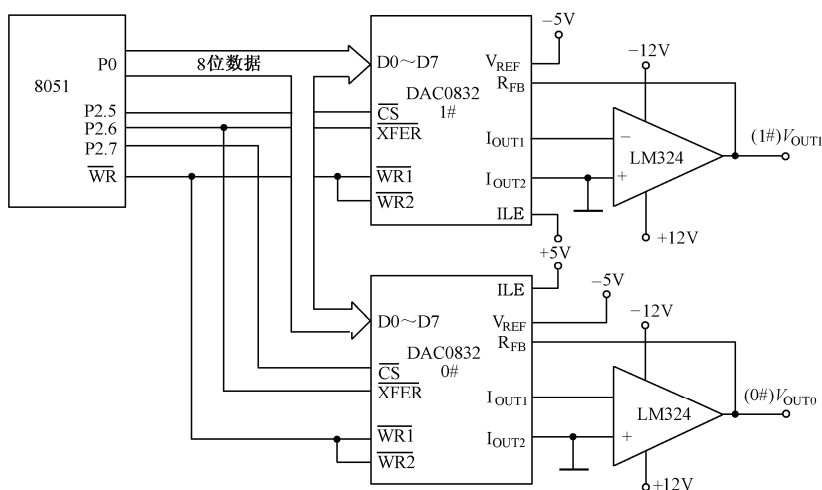 8051
P0
P2.5
P2.6
P2.7
WR
8位数据
D0～D7
DAC0832
1#
CS
XFER
WR1
WR2
VREF
RFB
IOUT1
IOUT2
ILE
−5V
−12V
−
LM324
+
+12V
(1#)VOUT1
+5V
D0～D7
DAC0832
0#
CS
XFER
WR1
WR2
ILE
VREF
RFB
IOUT1
IOUT2
−5V
−12V
LM324
+
+12V
(0#)VOUT0